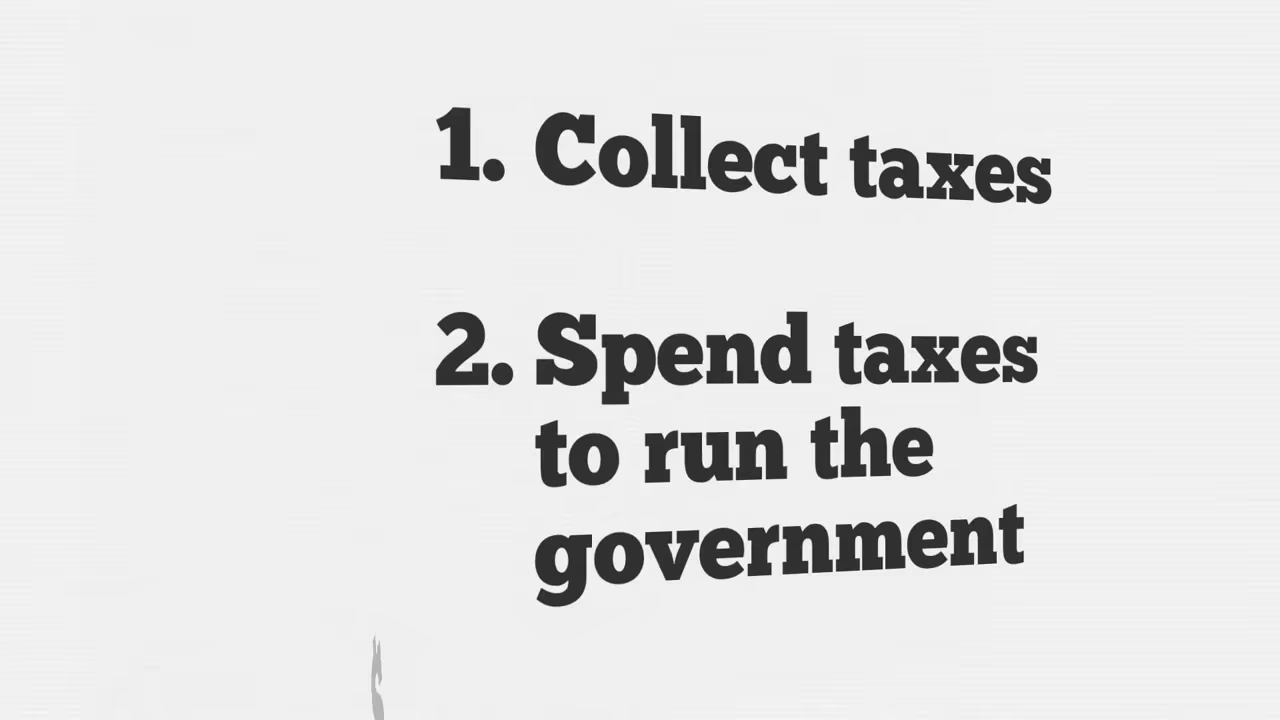 1. Collect taxes
2. Spend taxes
to run the
government